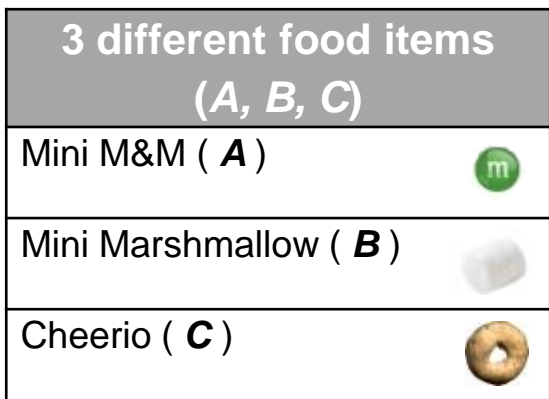 3 different food items
(A, B, C)
Mini M&M ( A )
m
Mini Marshmallow ( B )
Cheerio ( C )